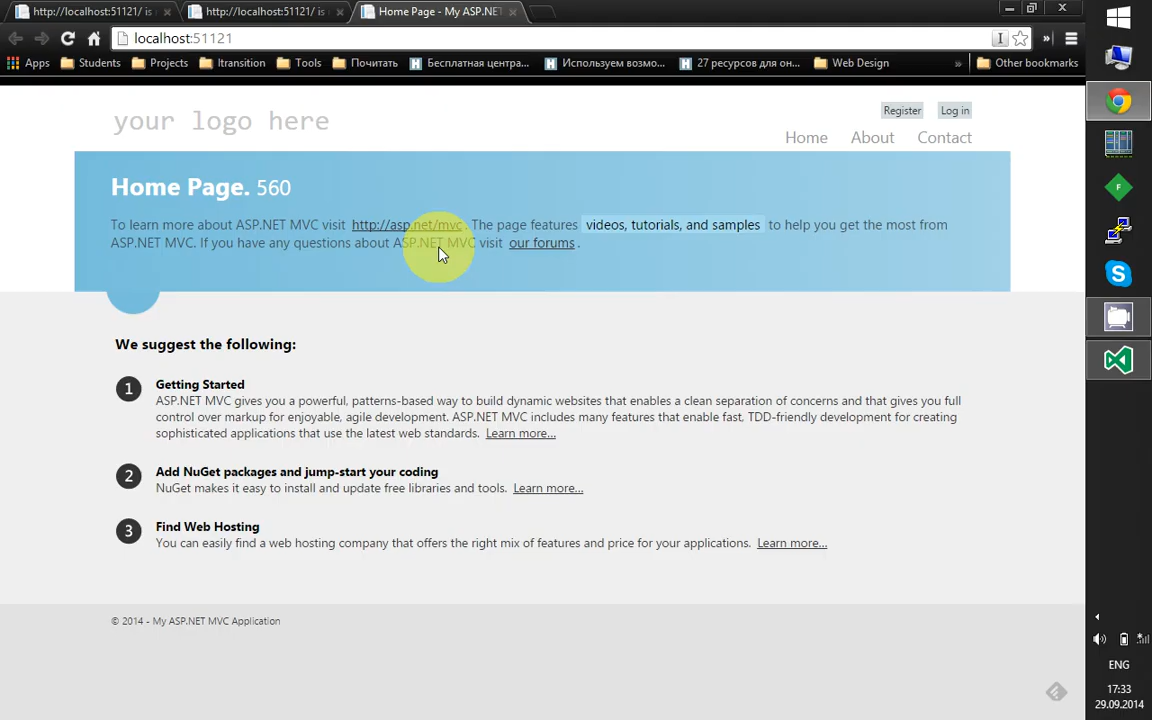 http://localhost:51121/ is
http://localhost:51121/ is
Home Page - My ASP.NET
localhost:51121
Apps
Students
Projects
Itransition
Tools
Почитать
Бесплатная центра...
Используем возмо...
27 ресурсов для он...
Web Design
»
Other bookmarks
your logo here
Register
Log in
Home
About
Contact
Home Page. 560
To learn more about ASP.NET MVC visit http://asp.net/mvc. The page features videos, tutorials, and samples to help you get the most from
ASP.NET MVC. If you have any questions about ASP.NET MVC visit our forums.
We suggest the following:
1 Getting Started
ASP.NET MVC gives you a powerful, patterns-based way to build dynamic websites that enables a clean separation of concerns and that gives you full
control over markup for enjoyable, agile development. ASP.NET MVC includes many features that enable fast, TDD-friendly development for creating
sophisticated applications that use the latest web standards. Learn more...
2 Add NuGet packages and jump-start your coding
NuGet makes it easy to install and update free libraries and tools. Learn more...
3 Find Web Hosting
You can easily find a web hosting company that offers the right mix of features and price for your applications. Learn more...
© 2014 - My ASP.NET MVC Application
ENG
17:33
29.09.2014